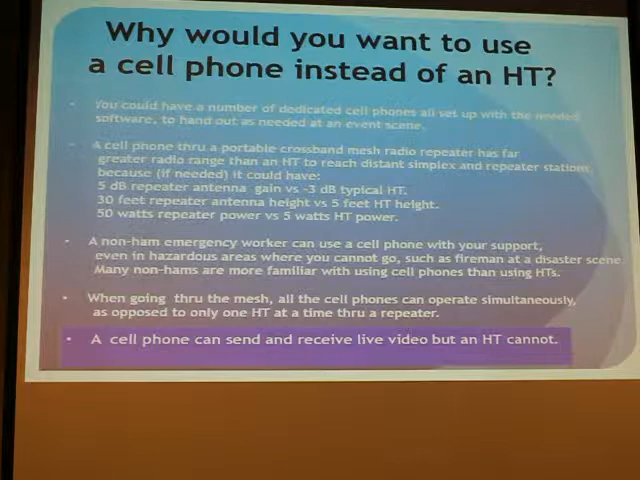 Why would you want to use
a cell phone instead of an HT?
• You could have a number of dedicated cell phones all set up with the needed
software, to hand out as needed at an event scene.
• A cell phone thru a portable crossband mesh radio repeater has far
greater radio range than an HT to reach distant simplex and repeater stations,
because (if needed) it could have:
5 dB repeater antenna gain vs -3 dB typical HT.
30 feet repeater antenna height vs 5 feet HT height.
50 watts repeater power vs 5 watts HT power.
• A non-ham emergency worker can use a cell phone with your support,
even in hazardous areas where you cannot go, such as fireman at a disaster scene.
Many non-hams are more familiar with using cell phones than using HTs.
• When going thru the mesh, all the cell phones can operate simultaneously,
as opposed to only one HT at a time thru a repeater.
• A cell phone can send and receive live video but an HT cannot.